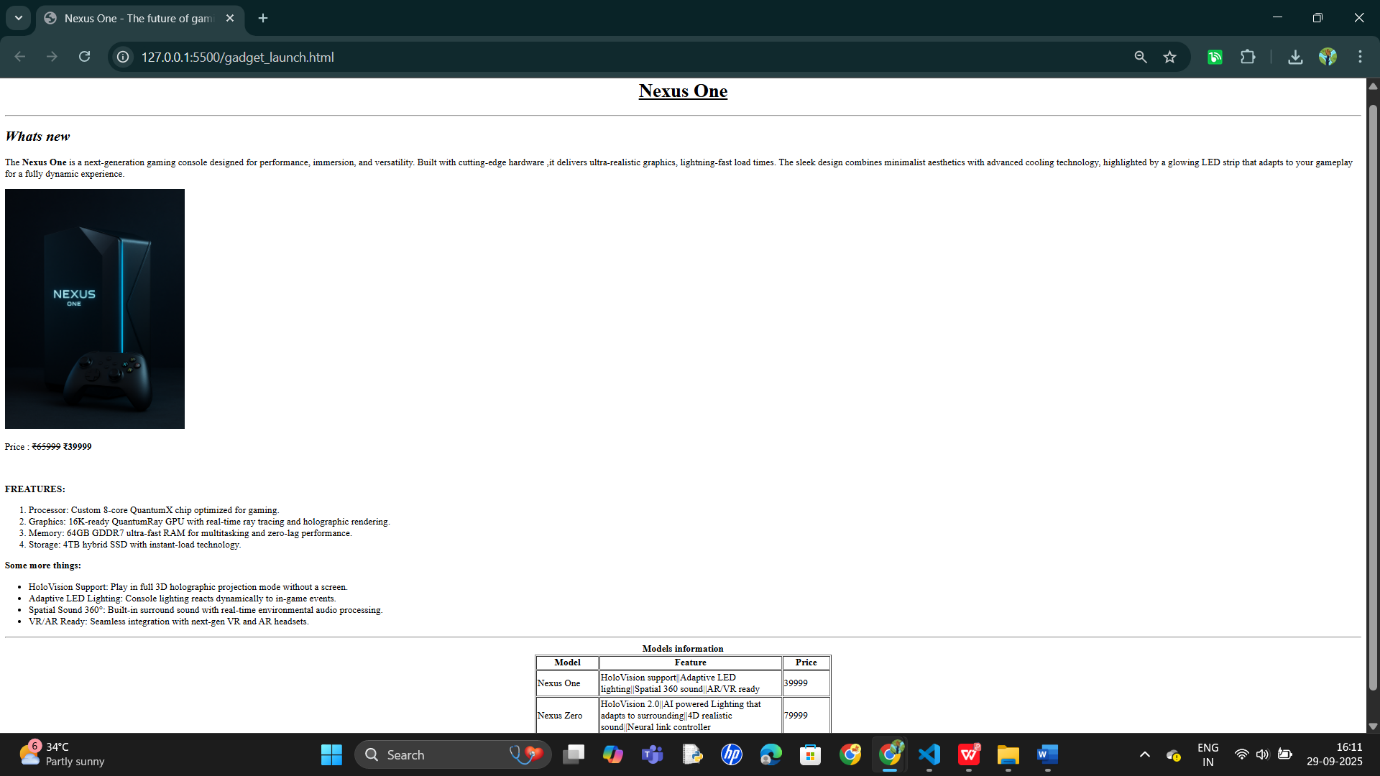 Nexus One - The future of gam
127.0.0.1:5500/gadget_launch.html
Nexus One
Whats new
The Nexus One is a next-generation gaming console designed for performance, immersion, and versatility. Built with cutting-edge hardware ,it delivers ultra-realistic graphics, lightning-fast load times. The sleek design combines minimalist aesthetics with advanced cooling technology, highlighted by a glowing LED strip that adapts to your gameplay
for a fully dynamic experience.
NEXUS
ONE
Price : ₹65999 ₹39999
FREATURES:
1. Processor: Custom 8-core QuantumX chip optimized for gaming.
2. Graphics: 16K-ready QuantumRay GPU with real-time ray tracing and holographic rendering.
3. Memory: 64GB GDDR7 ultra-fast RAM for multitasking and zero-lag performance.
4. Storage: 4TB hybrid SSD with instant-load technology.
Some more things:
• HoloVision Support: Play in full 3D holographic projection mode without a screen.
• Adaptive LED Lighting: Console lighting reacts dynamically to in-game events.
• Spatial Sound 360°: Built-in surround sound with real-time environmental audio processing.
• VR/AR Ready: Seamless integration with next-gen VR and AR headsets.
Models information
Model Feature Price
Nexus One HoloVision support||Adaptive LED 39999
lighting||Spatial 360 sound||AR/VR ready
Nexus Zero HoloVision 2.0||AI powered Lighting that 79999
adapts to surrounding||4D realistic
sound||Neural link controller
6 34°C
Partly sunny
Search
hp
W
W
ENG
IN
16:11
29-09-2025